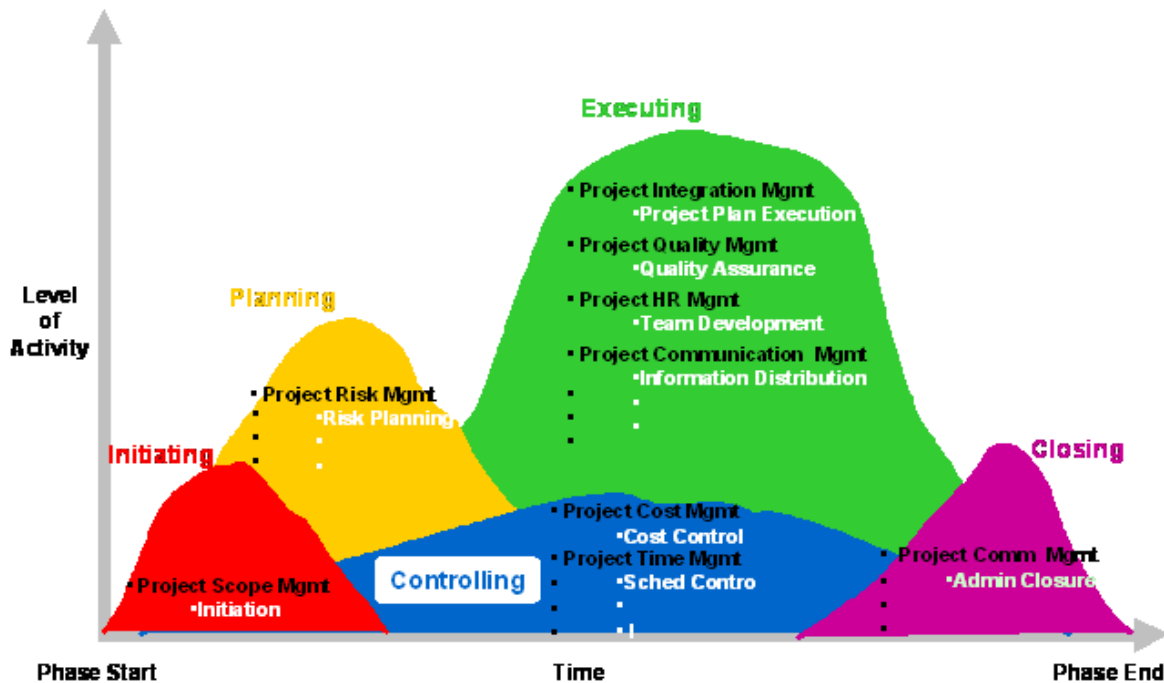 Executing
▪ Project Integration Mgmt
▪Project Plan Execution
▪ Project Quality Mgmt
▪Quality Assurance
▪ Project HR Mgmt
▪Team Development
▪ Project Communication Mgmt
▪Information Distribution
Level
of
Activity
Planning
▪ Project Risk Mgmt
▪Risk Planning
Initiating
▪ Project Scope Mgmt
▪Initiation
Controlling
▪ Project Cost Mgmt
▪Cost Control
▪ Project Time Mgmt
▪Sched Contro
Closing
▪ Project Comm Mgmt
▪Admin Closure
Phase Start
Time
Phase End